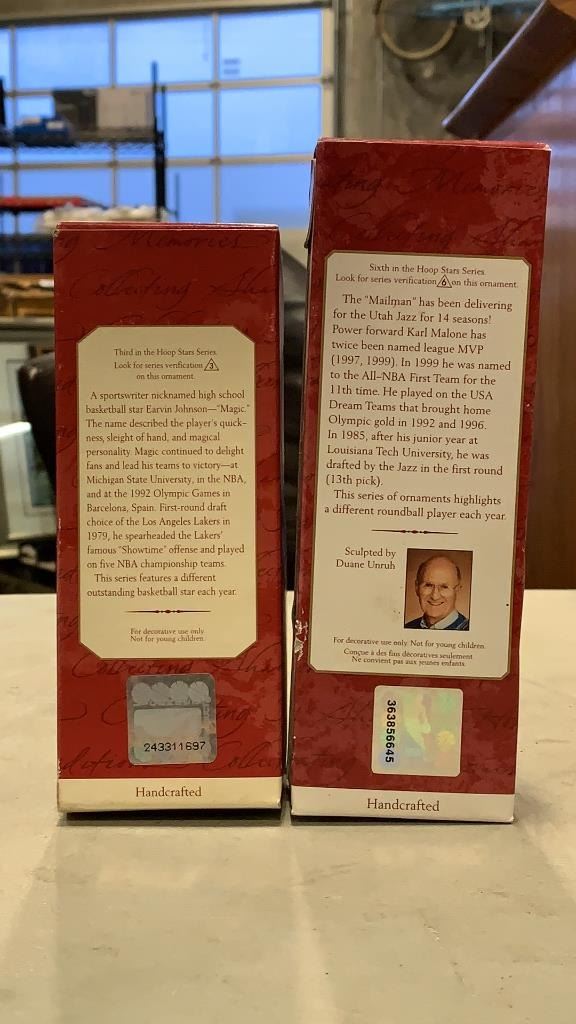 Memories
Collecting
Third in the Hoop Stars Series.
Look for series verification 3
on this ornament.
A sportswriter nicknamed high school
basketball star Earvin Johnson—"Magic."
The name described the player's quick-
ness, sleight of hand, and magical
personality. Magic continued to delight
fans and lead his teams to victory—at
Michigan State University, in the NBA,
and at the 1992 Olympic Games in
Barcelona, Spain. First-round draft
choice of the Los Angeles Lakers in
1979, he spearheaded the Lakers'
famous "Showtime" offense and played
on five NBA championship teams.
This series features a different
outstanding basketball star each year.
For decorative use only.
Not for young children.
Collecting
243311697
Handcrafted
Sixth in the Hoop Stars Series.
Look for series verification 6 on this ornament.
The "Mailman" has been delivering
for the Utah Jazz for 14 seasons!
Power forward Karl Malone has
twice been named league MVP
(1997, 1999). In 1999 he was named
to the All–NBA First Team for the
11th time. He played on the USA
Dream Teams that brought home
Olympic gold in 1992 and 1996.
In 1985, after his junior year at
Louisiana Tech University, he was
drafted by the Jazz in the first round
(13th pick).
This series of ornaments highlights
a different roundball player each year.
Sculpted by
Duane Unruh
For decorative use only. Not for young children.
Conçue à des fins décoratives seulement.
Ne convient pas aux jeunes enfants.
363856645
Handcrafted